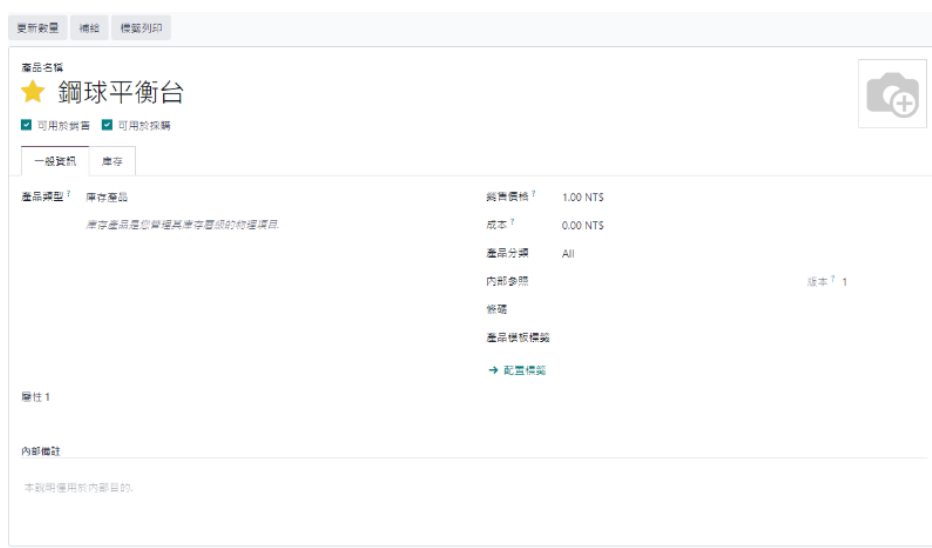 更新數量 補給 標籤列印
產品名稱
鋼球平衡台
可用於銷售 可用於採購
一般資訊 庫存
產品類型 ? 庫存產品
庫存產品是您管理其庫存層級的物理項目.
銷售價格 ? 1.00 NT$
成本 ? 0.00 NT$
產品分類 All
內部參照 版本 ? 1
條碼
產品模板標籤
→ 配置標籤
屬性 1
內部備註
本說明僅用於內部目的.